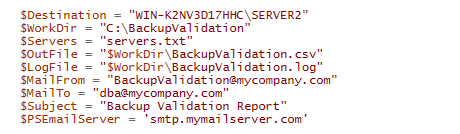 $Destination = "WIN-K2NV3D17HHC\SERVER2"
$WorkDir = "C:\BackupValidation"
$Servers = "servers.txt"
$OutFile = "$WorkDir\BackupValidation.csv"
$LogFile = "$WorkDir\BackupValidation.log"
$MailFrom = "BackupValidation@mycompany.com"
$MailTo = "dba@mycompany.com"
$Subject = "Backup Validation Report"
$PSEmailServer = 'smtp.mymailserver.com'